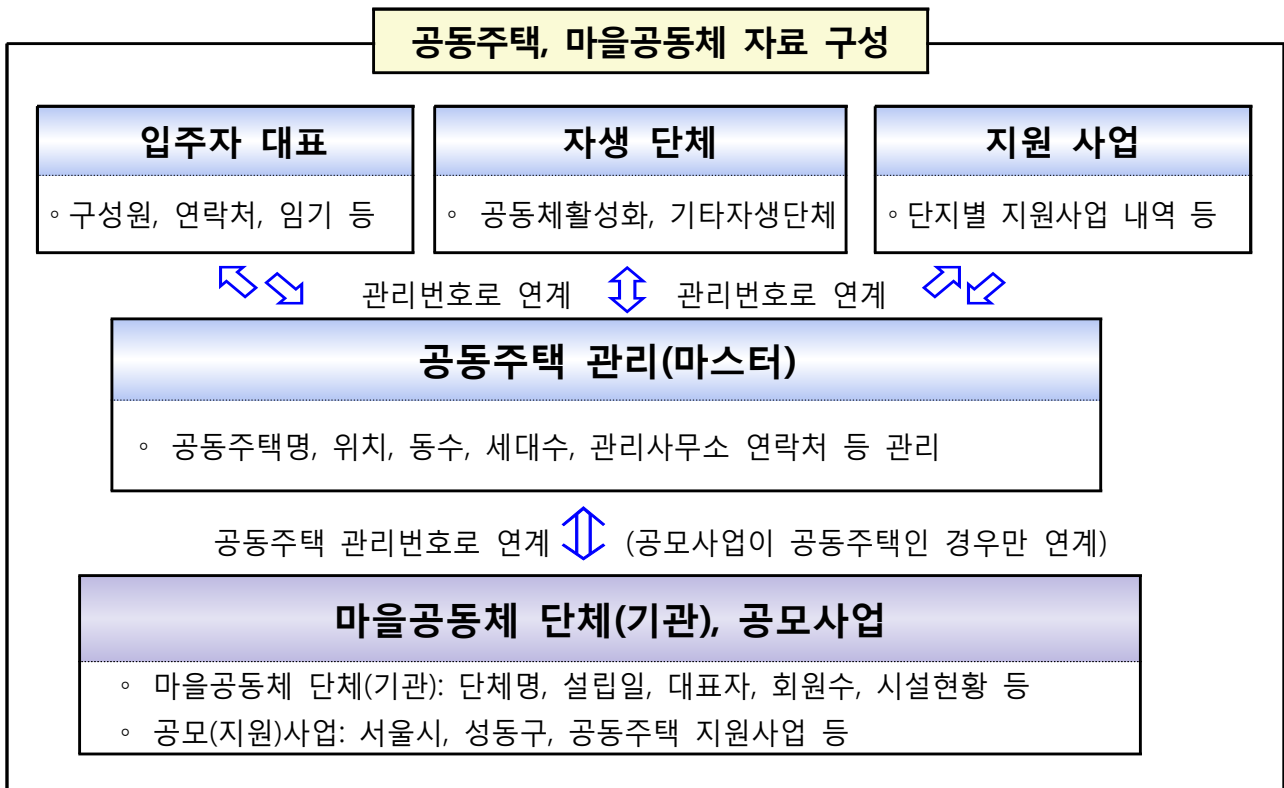 공동주택, 마을공동체 자료 구성
입주자 대표
◦구성원, 연락처, 임기 등
자생 단체
◦ 공동체활성화, 기타자생단체
지원 사업
◦단지별 지원사업 내역 등
관리번호로 연계
관리번호로 연계
공동주택 관리(마스터)
◦ 공동주택명, 위치, 동수, 세대수, 관리사무소 연락처 등 관리
공동주택 관리번호로 연계 (공모사업이 공동주택인 경우만 연계)
마을공동체 단체(기관), 공모사업
◦ 마을공동체 단체(기관): 단체명, 설립일, 대표자, 회원수, 시설현황 등
◦ 공모(지원)사업: 서울시, 성동구, 공동주택 지원사업 등